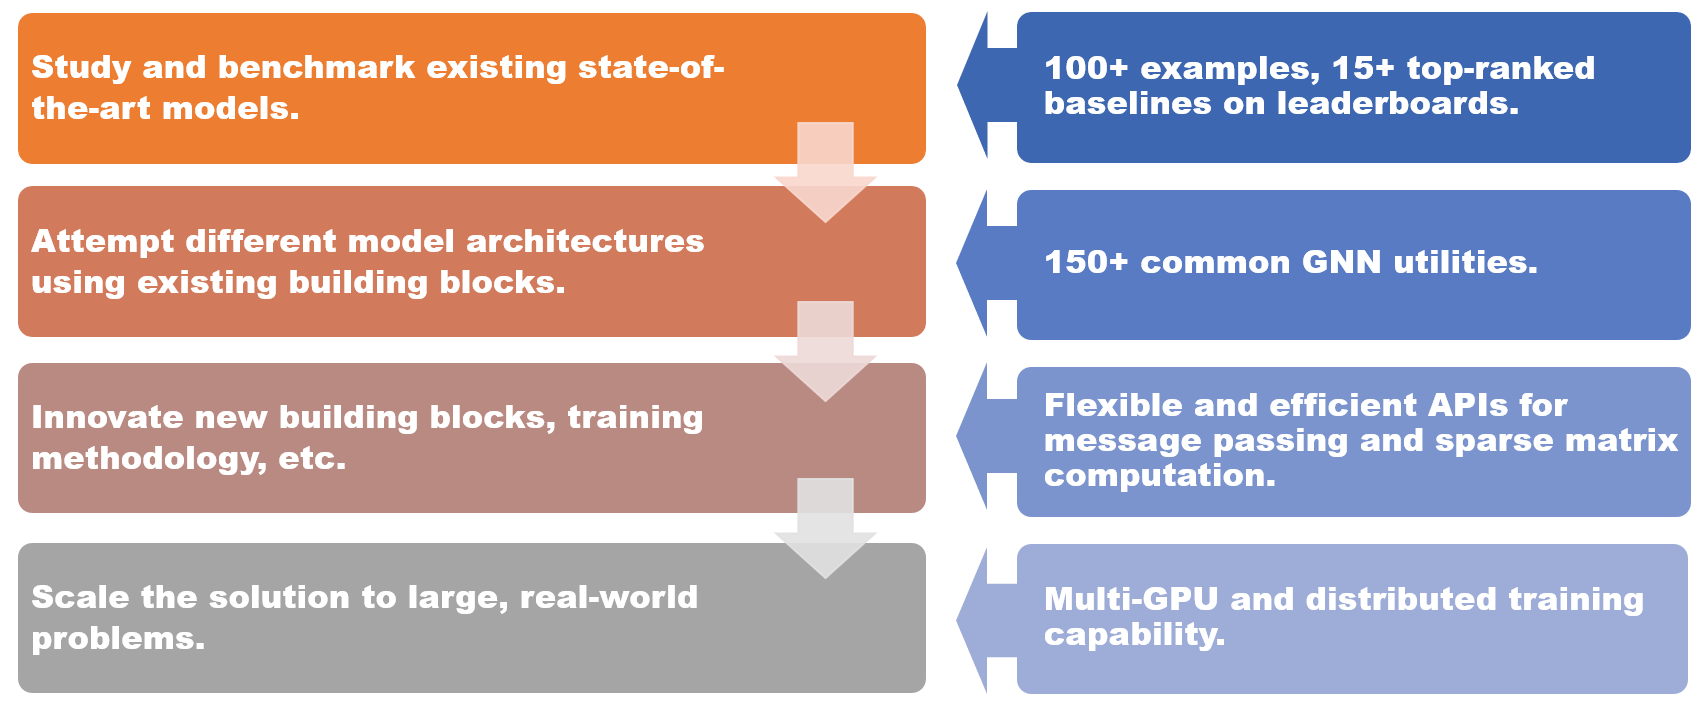 Study and benchmark existing state-of-
the-art models.
100+ examples, 15+ top-ranked
baselines on leaderboards.
Attempt different model architectures
using existing building blocks.
150+ common GNN utilities.
Innovate new building blocks, training
methodology, etc.
Flexible and efficient APIs for
message passing and sparse matrix
computation.
Scale the solution to large, real-world
problems.
Multi-GPU and distributed training
capability.